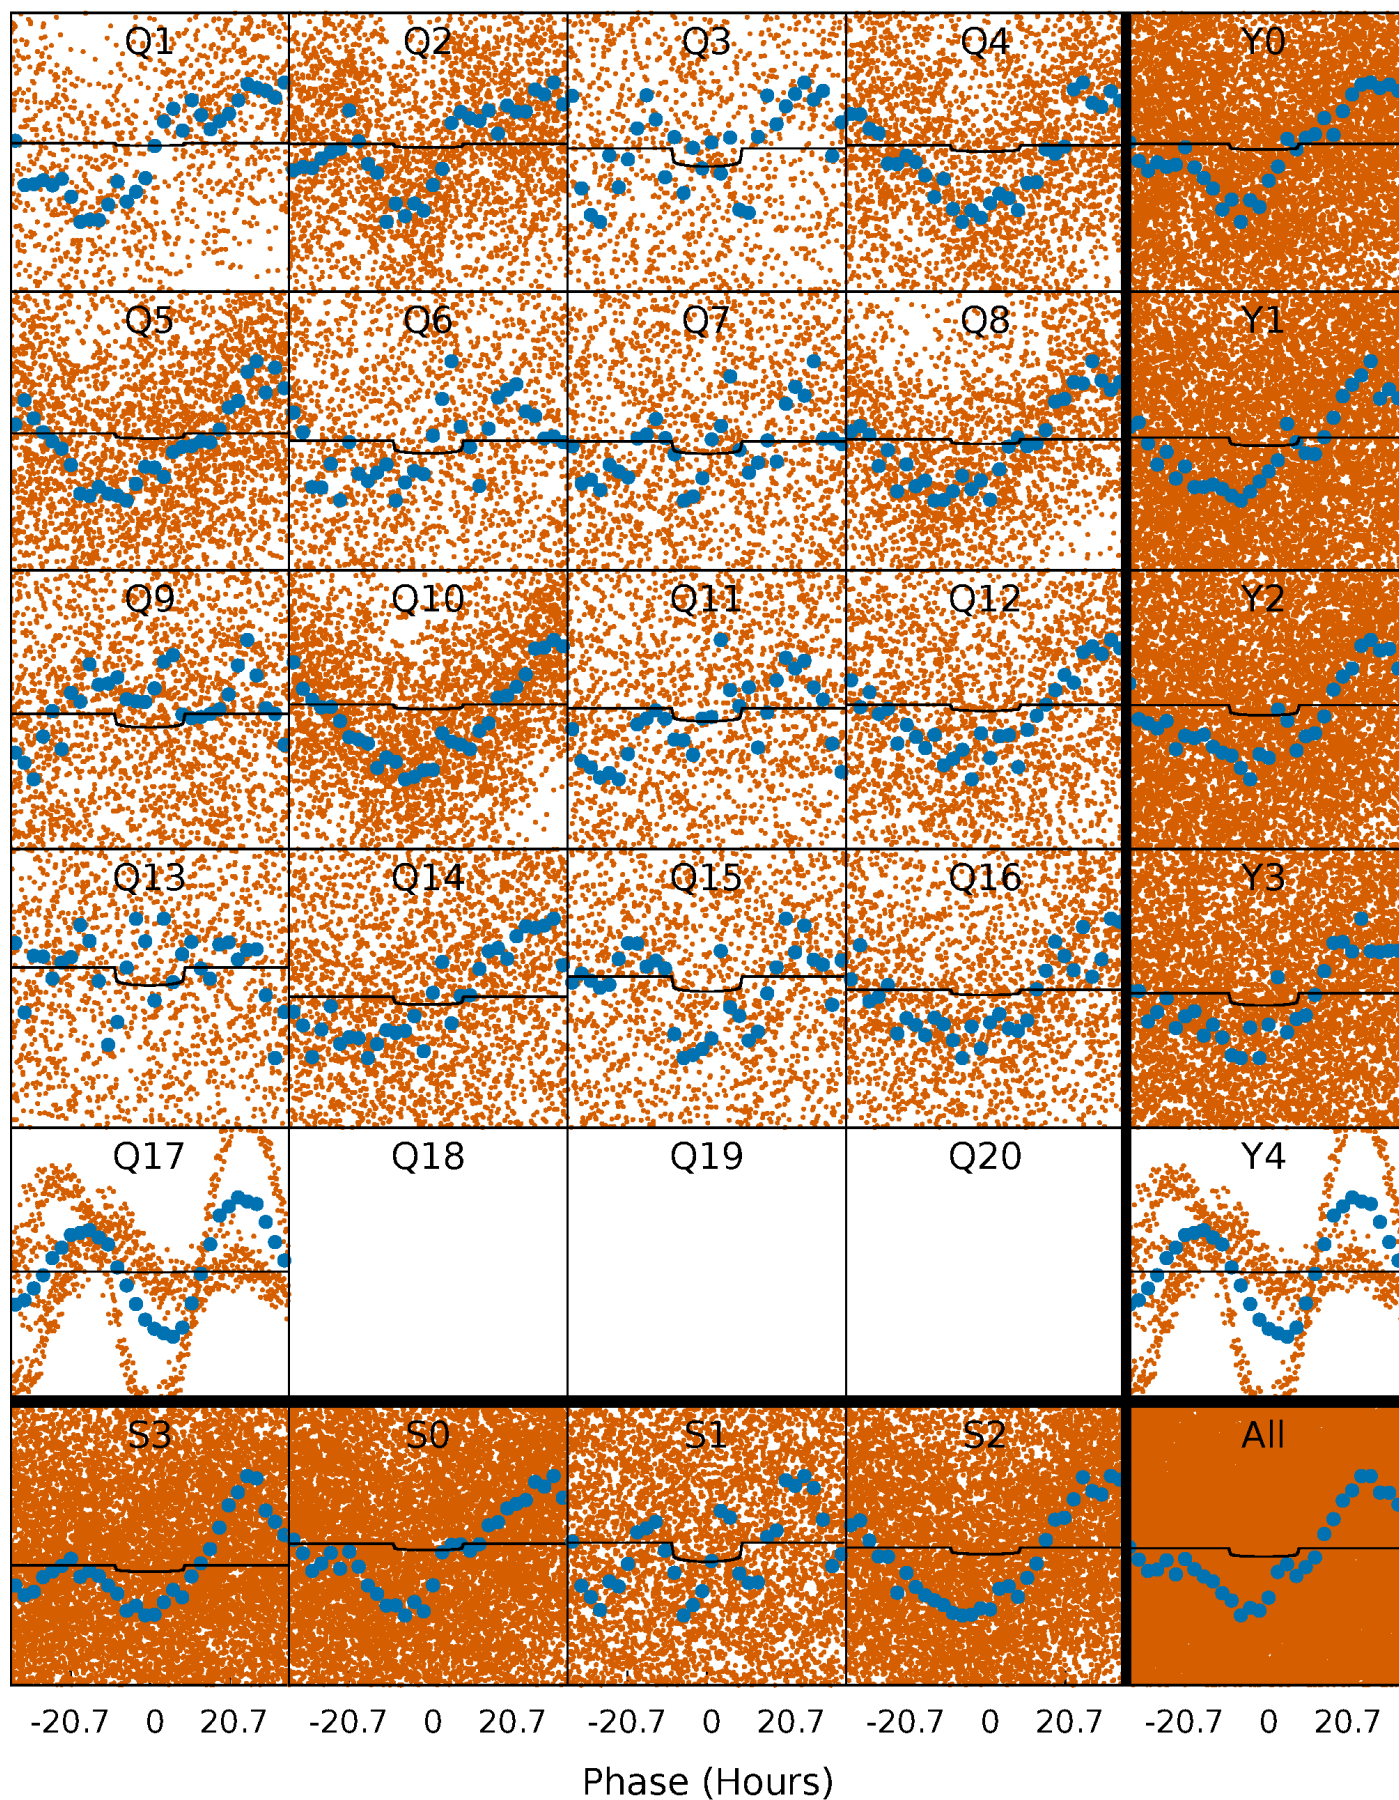 Q1 Q2 Q3 Q4 Y0
Q5 Q6 Q7 Q8 Y1
Q9 Q10 Q11 Q12 Y2
Q13 Q14 Q15 Q16 Y3
Q17 Q18 Q19 Q20 Y4
S3 S0 S1 S2 All
-20.7 0 20.7 -20.7 0 20.7 -20.7 0 20.7 -20.7 0 20.7 -20.7 0 20.7
Phase (Hours)